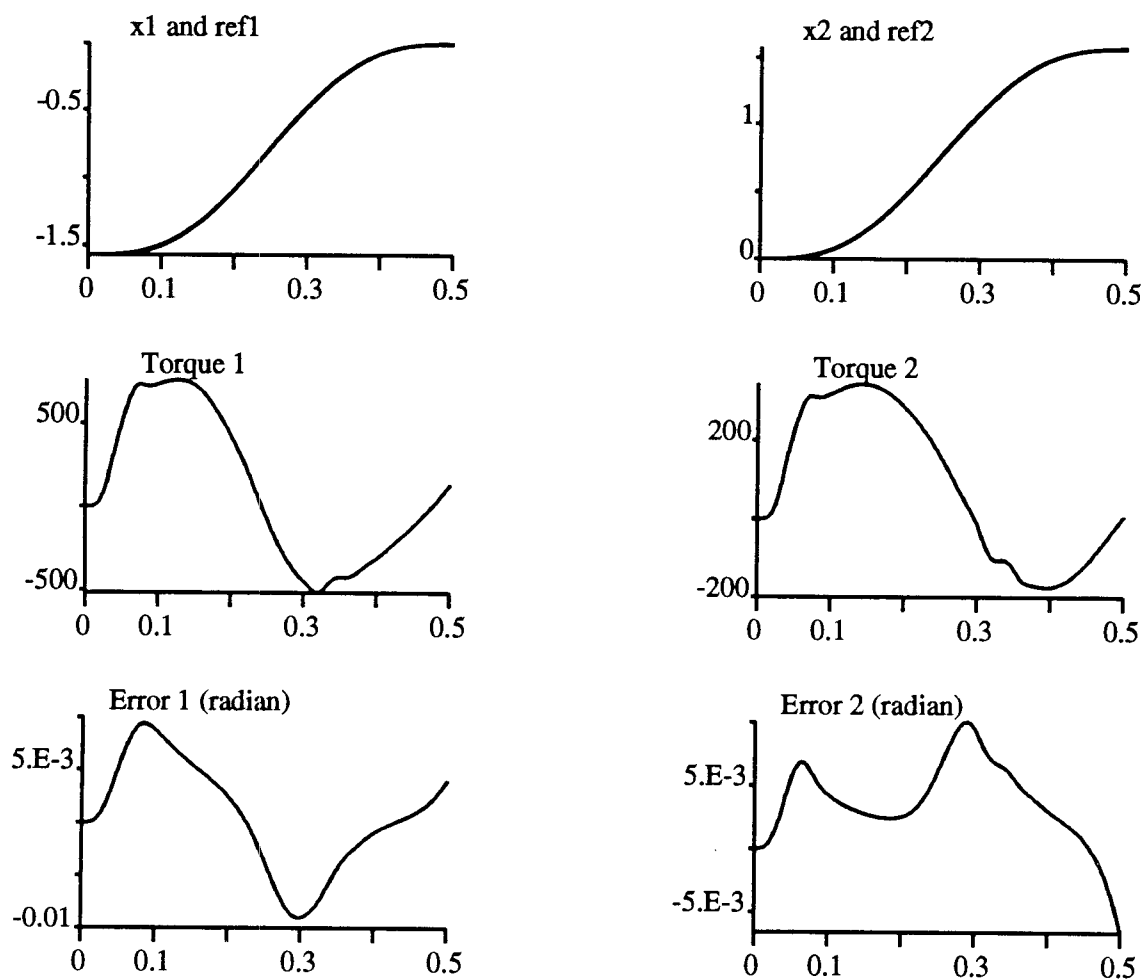 x1 and ref1
-0.5
-1.5
0 0.1 0.3 0.5
x2 and ref2
1
0
0 0.1 0.3 0.5
Torque 1
500
-500
0 0.1 0.3 0.5
Torque 2
200
-200
0 0.1 0.3 0.5
Error 1 (radian)
5.E-3
-0.01
0 0.1 0.3 0.5
Error 2 (radian)
5.E-3
-5.E-3
0 0.1 0.3 0.5